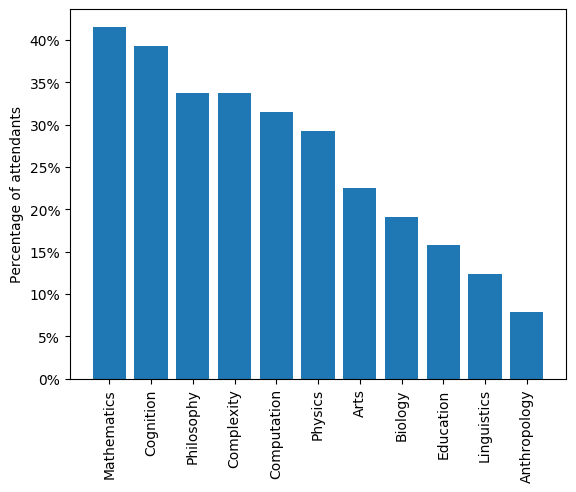 40%
35%
30%
25%
20%
15%
10%
5%
0%
Percentage of attendants
Mathematics
Cognition
Philosophy
Complexity
Computation
Physics
Arts
Biology
Education
Linguistics
Anthropology